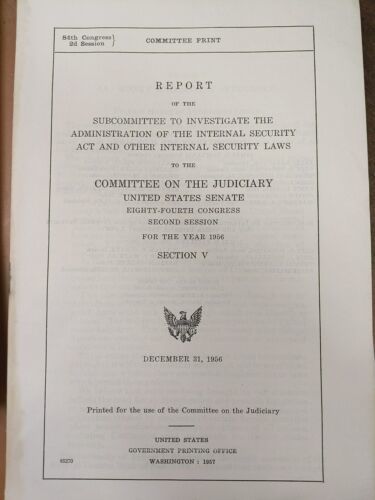 84th Congress
2d Session
COMMITTEE PRINT
REPORT
OF THE
SUBCOMMITTEE TO INVESTIGATE THE
ADMINISTRATION OF THE INTERNAL SECURITY
ACT AND OTHER INTERNAL SECURITY LAWS
TO THE
COMMITTEE ON THE JUDICIARY
UNITED STATES SENATE
EIGHTY-FOURTH CONGRESS
SECOND SESSION
FOR THE YEAR 1956
SECTION V
DECEMBER 31, 1956
Printed for the use of the Committee on the Judiciary
UNITED STATES
GOVERNMENT PRINTING OFFICE
85270 WASHINGTON : 1957